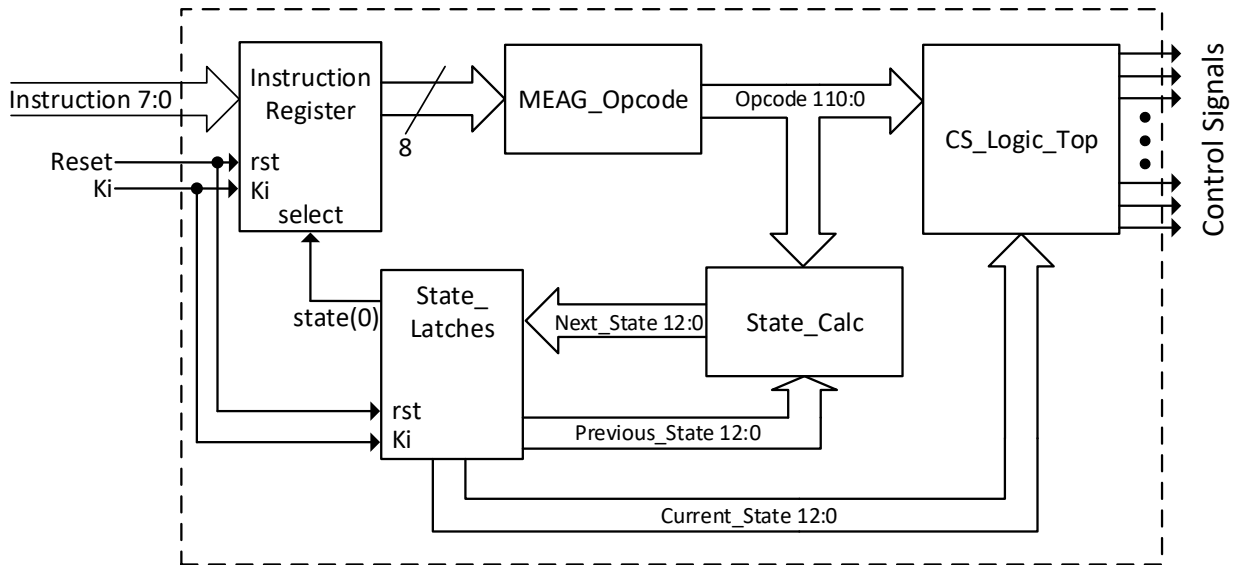 Instruction 7:0
Reset
Ki
Instruction
Register
rst
Ki
select
8
MEAG_Opcode
Opcode 110:0
CS_Logic_Top
Control Signals
state(0)
State_
Latches
rst
Ki
Next_State 12:0
State_Calc
Previous_State 12:0
Current_State 12:0